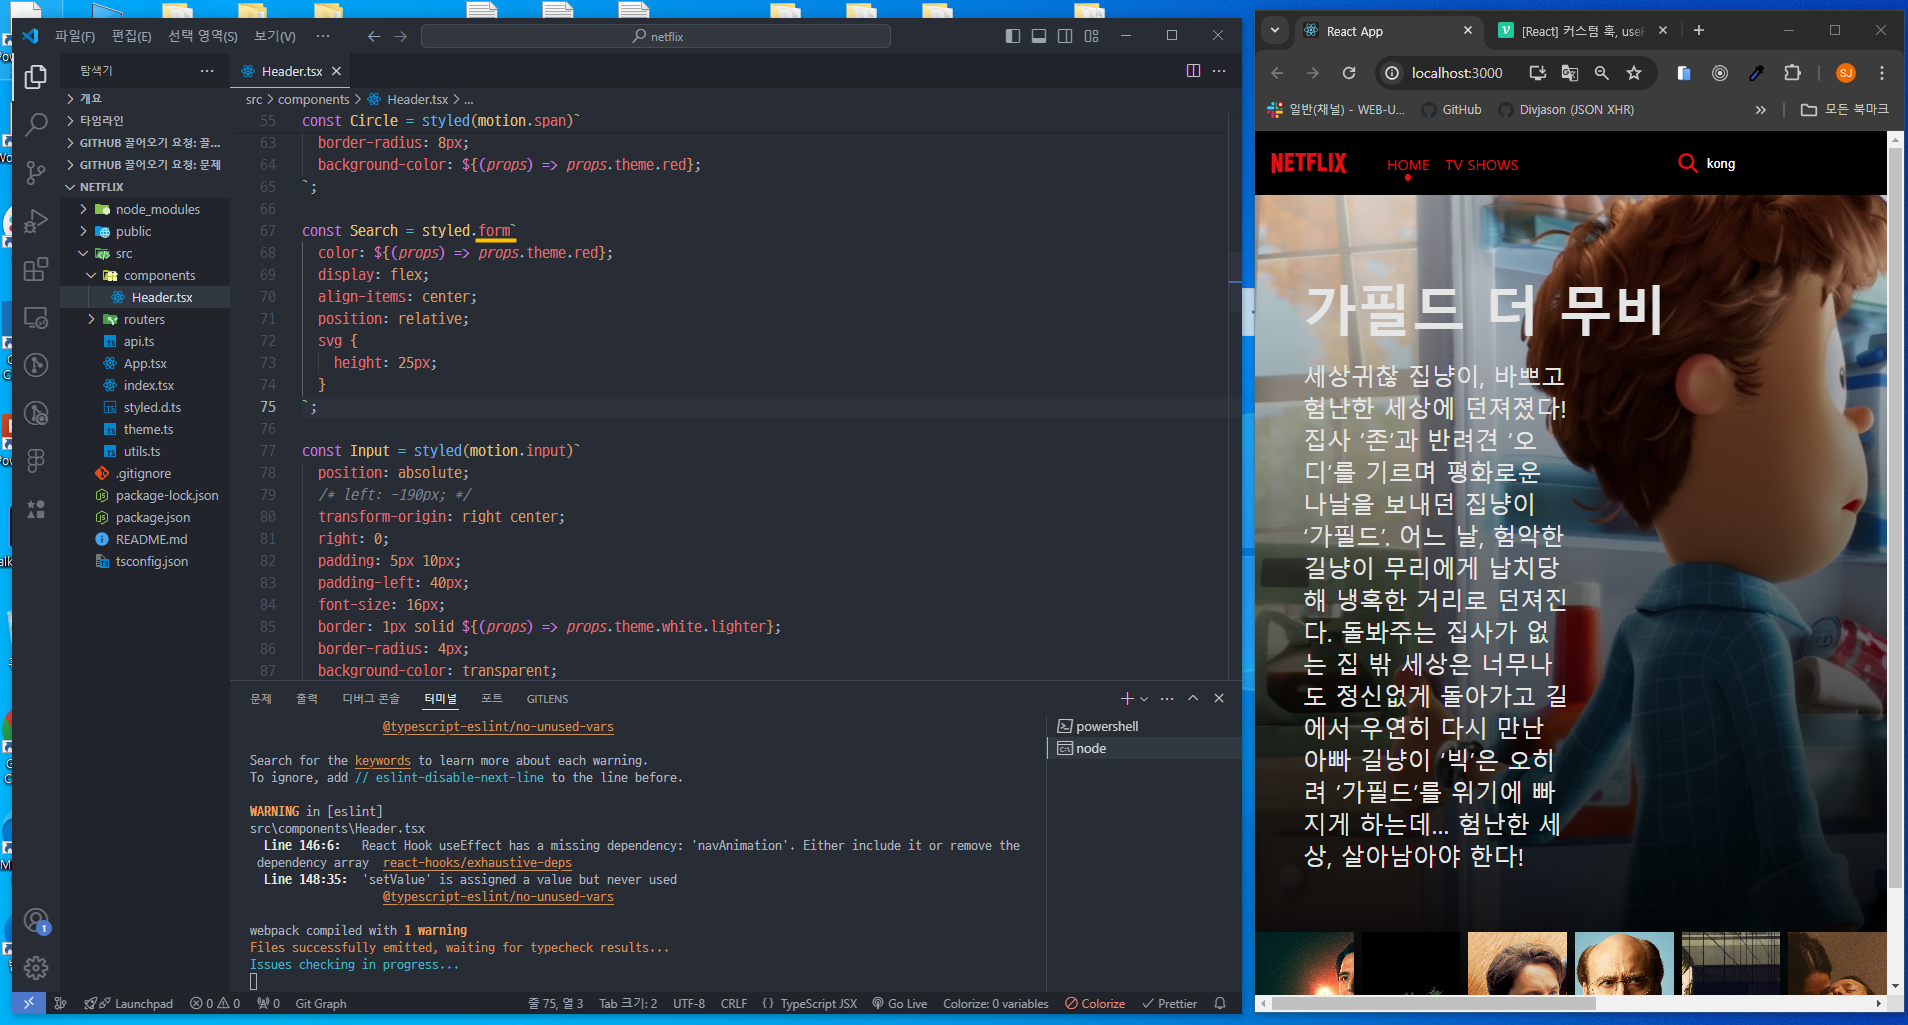 파일(F) 편집(E) 선택 영역(S) 보기(V) ··· netflix
탐색기 ···
개요
타임라인
GITHUB 끌어오기 요청: 끌...
GITHUB 끌어오기 요청: 문제
NETFLIX
node_modules
public
src
components
Header.tsx
routers
api.ts
App.tsx
index.tsx
styled.d.ts
theme.ts
utils.ts
.gitignore
package-lock.json
package.json
README.md
tsconfig.json
Header.tsx
src > components > Header.tsx > ...
55 const Circle = styled(motion.span)`
63 border-radius: 8px;
64 background-color: ${(props) => props.theme.red};
65 `;
66
67 const Search = styled.form`
68 color: ${(props) => props.theme.red};
69 display: flex;
70 align-items: center;
71 position: relative;
72 svg {
73 height: 25px;
74 }
75 `;
76
77 const Input = styled(motion.input)`
78 position: absolute;
79 /* left: -190px; */
80 transform-origin: right center;
81 right: 0;
82 padding: 5px 10px;
83 padding-left: 40px;
84 font-size: 16px;
85 border: 1px solid ${(props) => props.theme.white.lighter};
86 border-radius: 4px;
87 background-color: transparent;
문제 출력 디버그 콘솔 터미널 포트 GITLENS
@typescript-eslint/no-unused-vars
Search for the keywords to learn more about each warning.
To ignore, add // eslint-disable-next-line to the line before.
WARNING in [eslint]
src\components\Header.tsx
Line 146:6: React Hook useEffect has a missing dependency: 'navAnimation'. Either include it or remove the
dependency array react-hooks/exhaustive-deps
Line 148:35: 'setValue' is assigned a value but never used
@typescript-eslint/no-unused-vars
webpack compiled with 1 warning
Files successfully emitted, waiting for typecheck results...
Issues checking in progress...
powershell
node
1
Launchpad 0 0 0 Git Graph 줄 75, 열 3 Tab 크기: 2 UTF-8 CRLF {} TypeScript JSX Go Live Colorize: 0 variables Colorize Prettier
React App
[React] 커스텀 훅, useF
localhost:3000
SJ
일반(채널) - WEB-U... GitHub Divjason (JSON XHR) » 모든 북마크
NETFLIX HOME TV SHOWS kong
가필드 더 무비
세상귀찮 집냥이, 바쁘고
험난한 세상에 던져졌다!
집사 ‘존’과 반려견 ‘오
디’를 기르며 평화로운
나날을 보내던 집냥이
‘가필드’. 어느 날, 험악한
길냥이 무리에게 납치당
해 냉혹한 거리로 던져진
다. 돌봐주는 집사가 없
는 집 밖 세상은 너무나
도 정신없게 돌아가고 길
에서 우연히 다시 만난
아빠 길냥이 ‘빅’은 오히
려 ‘가필드’를 위기에 빠
지게 하는데... 험난한 세
상, 살아남아야 한다!